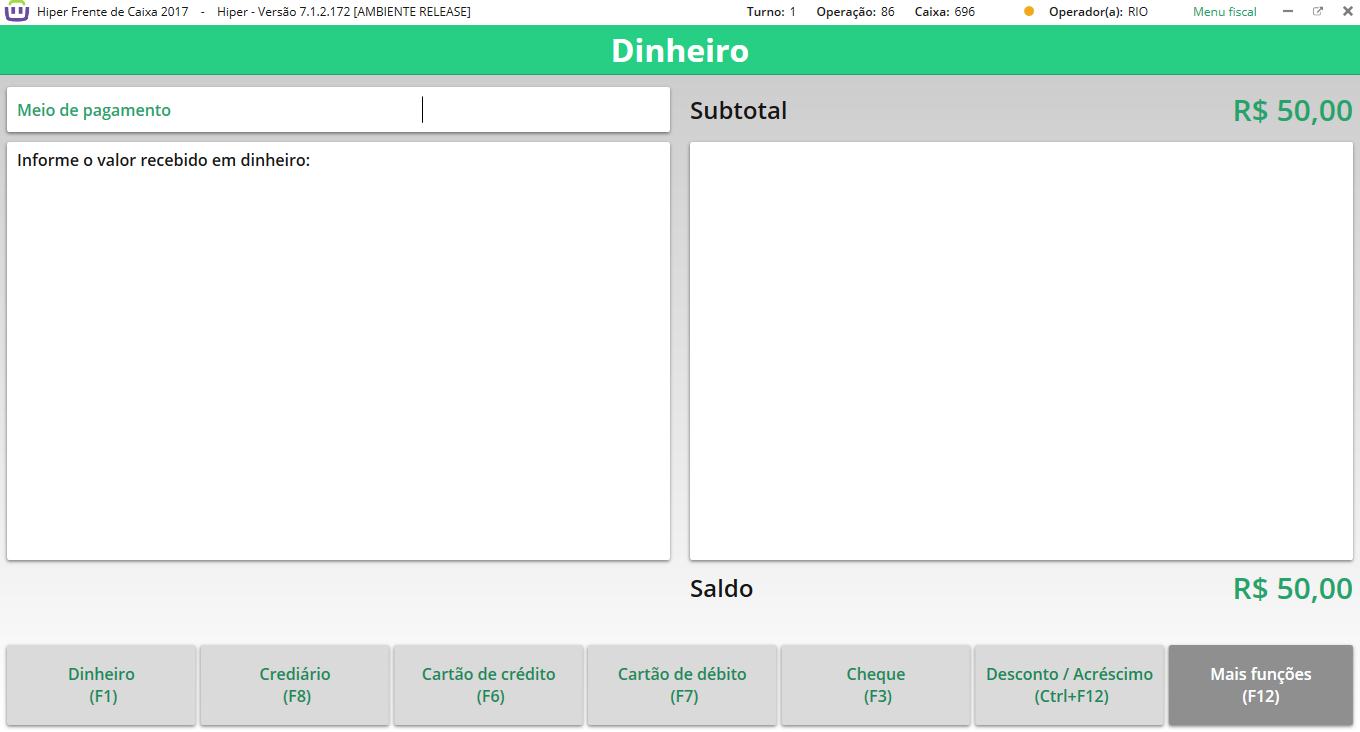 Hiper Frente de Caixa 2017 - Hiper - Versão 7.1.2.172 [AMBIENTE RELEASE] Turno: 1 Operação: 86 Caixa: 696 Operador(a): RIO Menu fiscal
Dinheiro
Meio de pagamento
Subtotal R$ 50,00
Informe o valor recebido em dinheiro:
Saldo R$ 50,00
Dinheiro
(F1)
Crediário
(F8)
Cartão de crédito
(F6)
Cartão de débito
(F7)
Cheque
(F3)
Desconto / Acréscimo
(Ctrl+F12)
Mais funções
(F12)